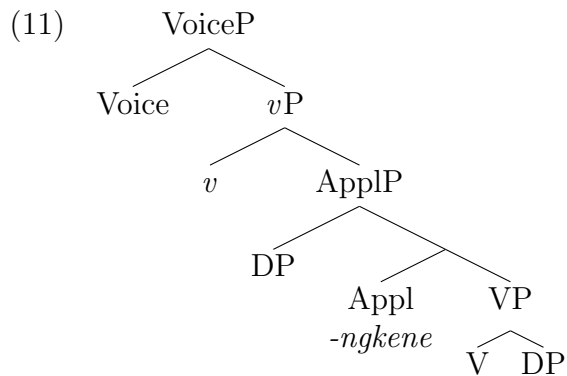 (11) VoiceP
Voice vP
v ApplP
DP
Appl VP
-ngkene
V DP